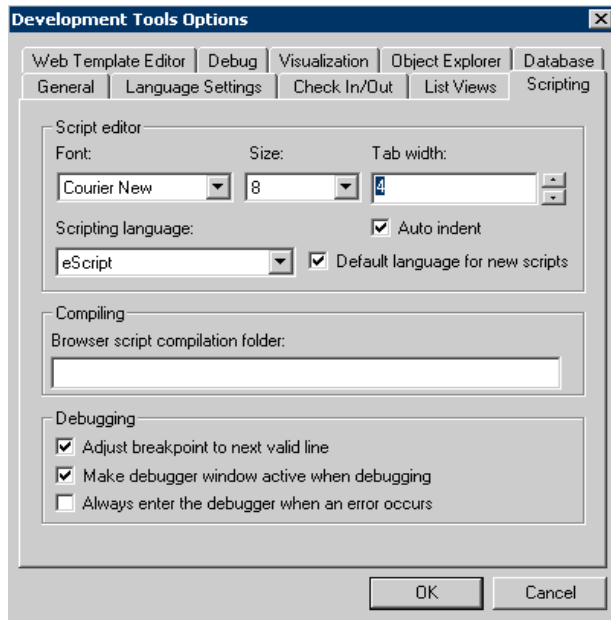 Development Tools Options
Web Template Editor Debug Visualization Object Explorer Database
General Language Settings Check In/Out List Views Scripting
Script editor
Font: Size: Tab width:
Courier New 8 4
Scripting language: Auto indent
eScript Default language for new scripts
Compiling
Browser script compilation folder:
Debugging
Adjust breakpoint to next valid line
Make debugger window active when debugging
Always enter the debugger when an error occurs
OK Cancel